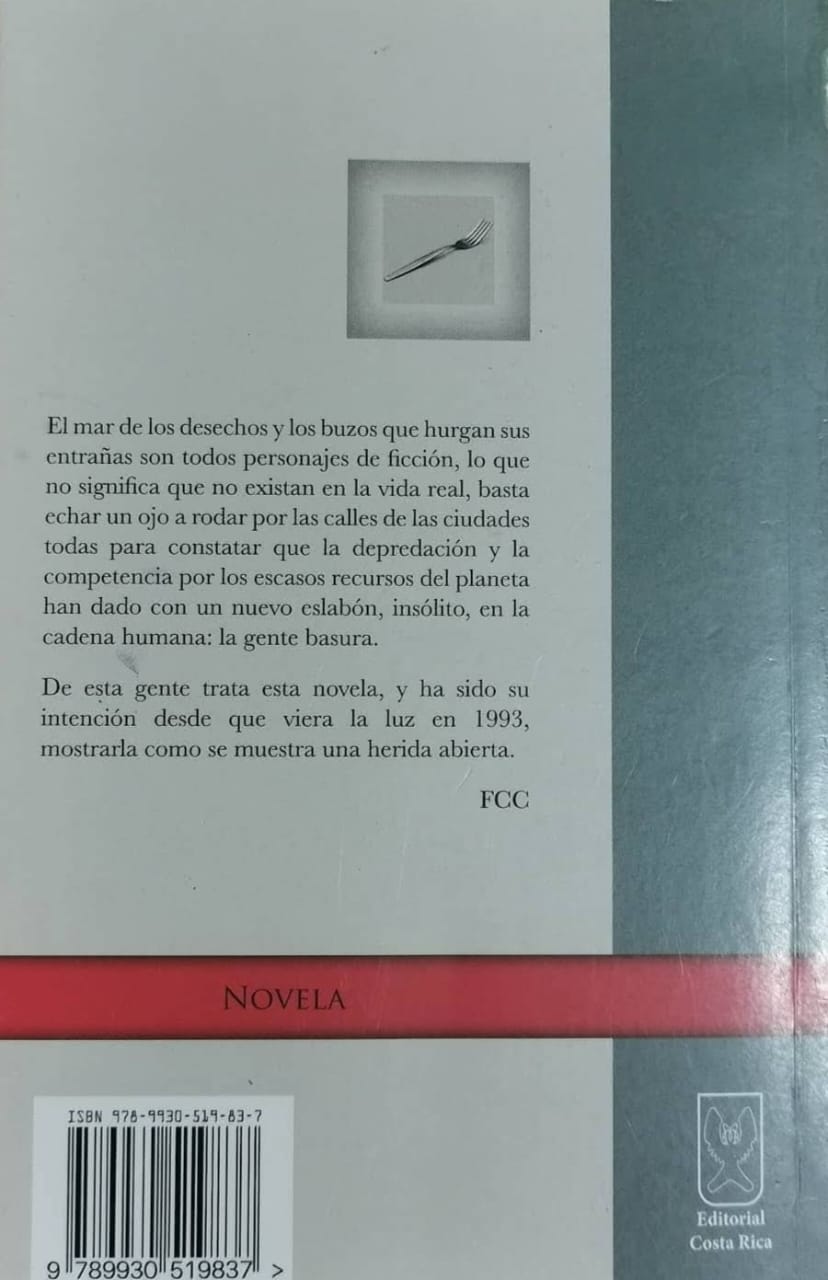 El mar de los desechos y los buzos que hurgan sus
entrañas son todos personajes de ficción, lo que
no significa que no existan en la vida real, basta
echar un ojo a rodar por las calles de las ciudades
todas para constatar que la depredación y la
competencia por los escasos recursos del planeta
han dado con un nuevo eslabón, insólito, en la
cadena humana: la gente basura.
De esta gente trata esta novela, y ha sido su
intención desde que viera la luz en 1993,
mostrarla como se muestra una herida abierta.
FCC
NOVELA
ISBN 978-9930-519-83-7
9 789930 519837 >
Editorial
Costa Rica